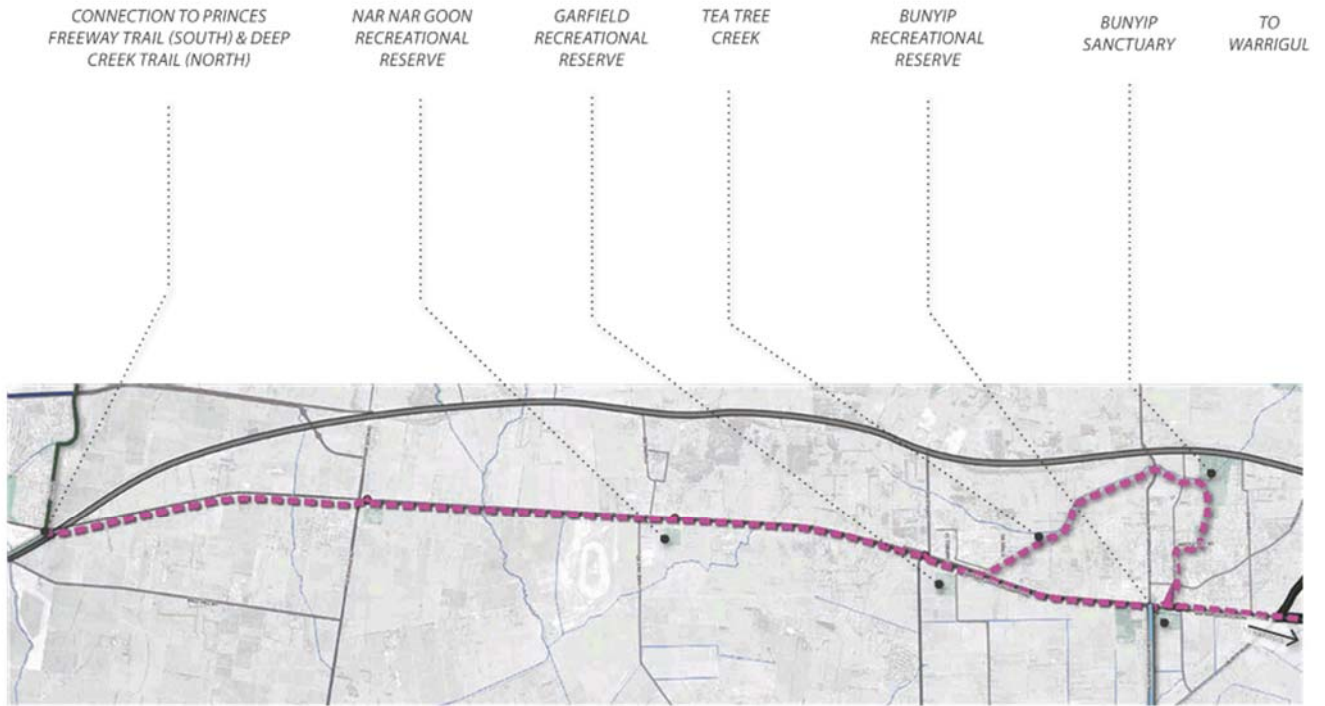 CONNECTION TO PRINCES
FREEWAY TRAIL (SOUTH) & DEEP
CREEK TRAIL (NORTH)
NAR NAR GOON
RECREATIONAL
RESERVE
GARFIELD
RECREATIONAL
RESERVE
TEA TREE
CREEK
BUNYIP
RECREATIONAL
RESERVE
BUNYIP
SANCTUARY
TO
WARRIGUL